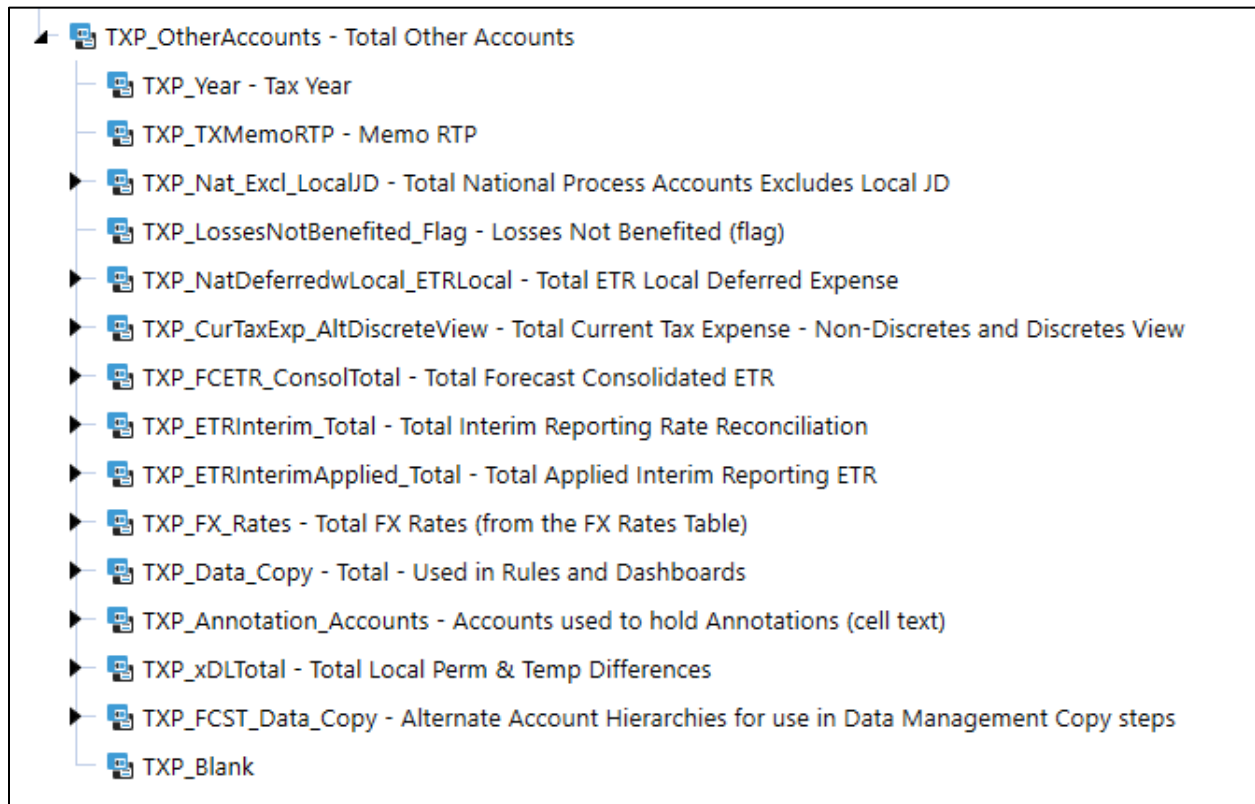 TXP_OtherAccounts - Total Other Accounts
TXP_Year - Tax Year
TXP_TXMemoRTP - Memo RTP
TXP_Nat_Excl_LocalJD - Total National Process Accounts Excludes Local JD
TXP_LossesNotBenefited_Flag - Losses Not Benefited (flag)
TXP_NatDeferredwLocal_ETRLocal - Total ETR Local Deferred Expense
TXP_CurTaxExp_AltDiscreteView - Total Current Tax Expense - Non-Discretes and Discretes View
TXP_FCETR_ConsolTotal - Total Forecast Consolidated ETR
TXP_ETRInterim_Total - Total Interim Reporting Rate Reconciliation
TXP_ETRInterimApplied_Total - Total Applied Interim Reporting ETR
TXP_FX_Rates - Total FX Rates (from the FX Rates Table)
TXP_Data_Copy - Total - Used in Rules and Dashboards
TXP_Annotation_Accounts - Accounts used to hold Annotations (cell text)
TXP_xDLTotal - Total Local Perm & Temp Differences
TXP_FCST_Data_Copy - Alternate Account Hierarchies for use in Data Management Copy steps
TXP_Blank